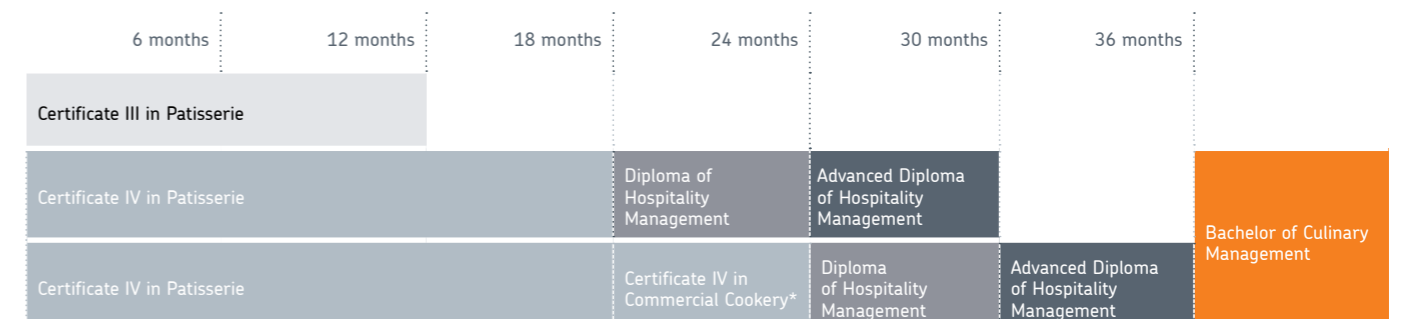 6 months
12 months
18 months
24 months
30 months
36 months
Certificate III in Patisserie
Certificate IV in Patisserie
Diploma of
Hospitality
Management
Advanced Diploma
of Hospitality
Management
Bachelor of Culinary
Management
Certificate IV in Patisserie
Certificate IV in
Commercial Cookery*
Diploma
of Hospitality
Management
Advanced Diploma
of Hospitality
Management